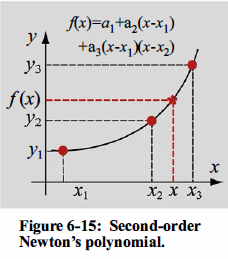 f(x)=a₁+a₂(x-x₁)
+a₃(x-x₁)(x-x₂)
y
y₃
f(x)
y₂
y₁
x
x₁ x₂ x x₃
Figure 6-15: Second-order
Newton's polynomial.